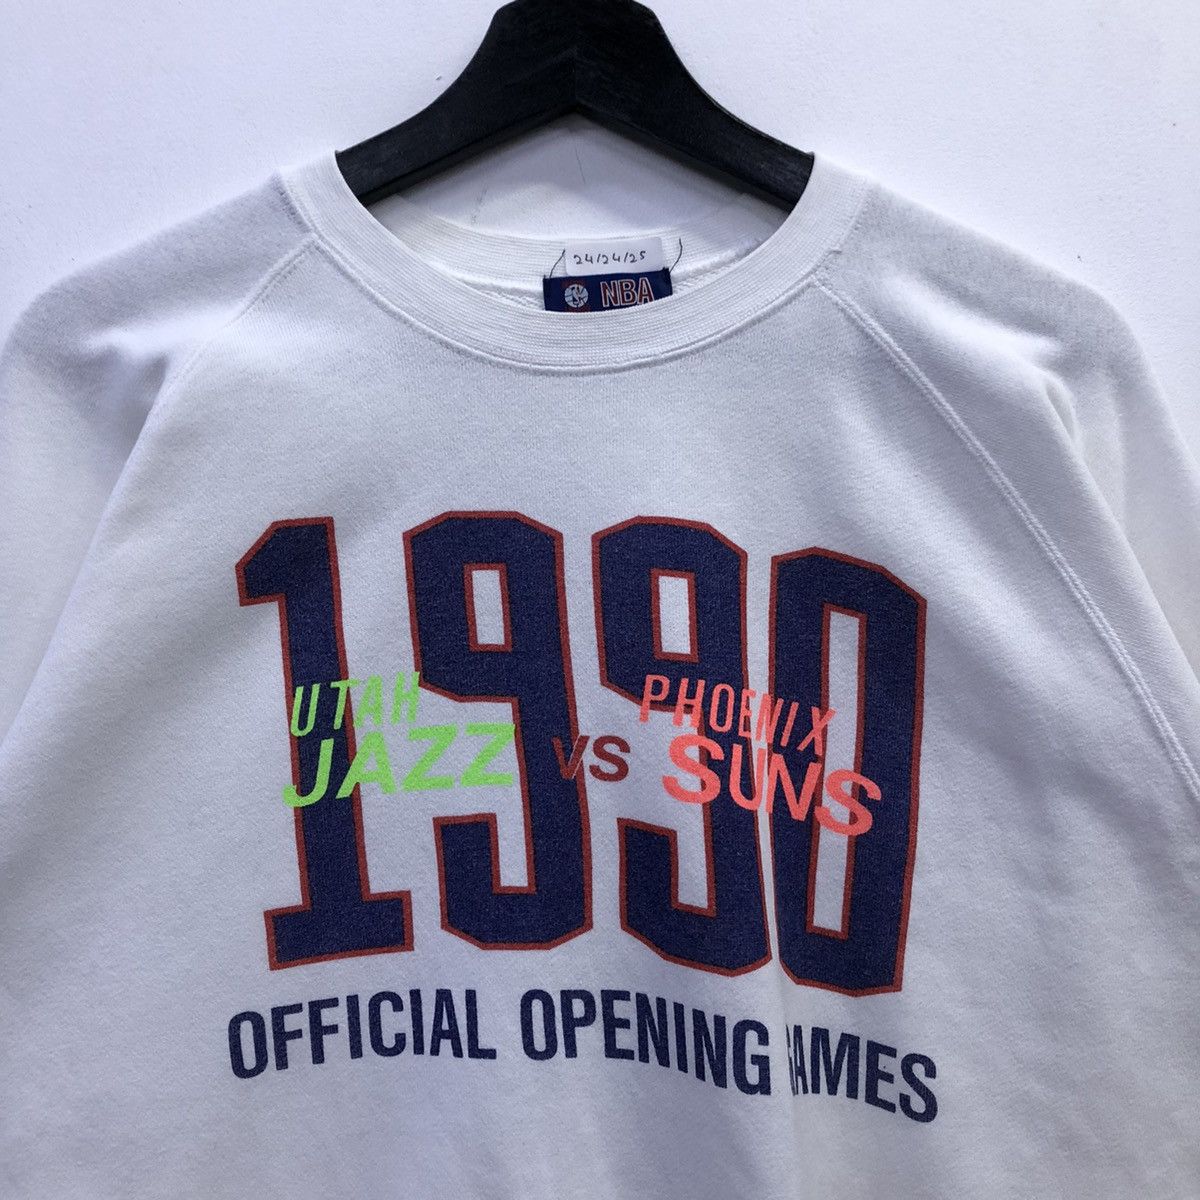 24/24/25
NBA
1990
UTAH
JAZZ VS
PHOENIX
SUNS
OFFICIAL OPENING GAMES